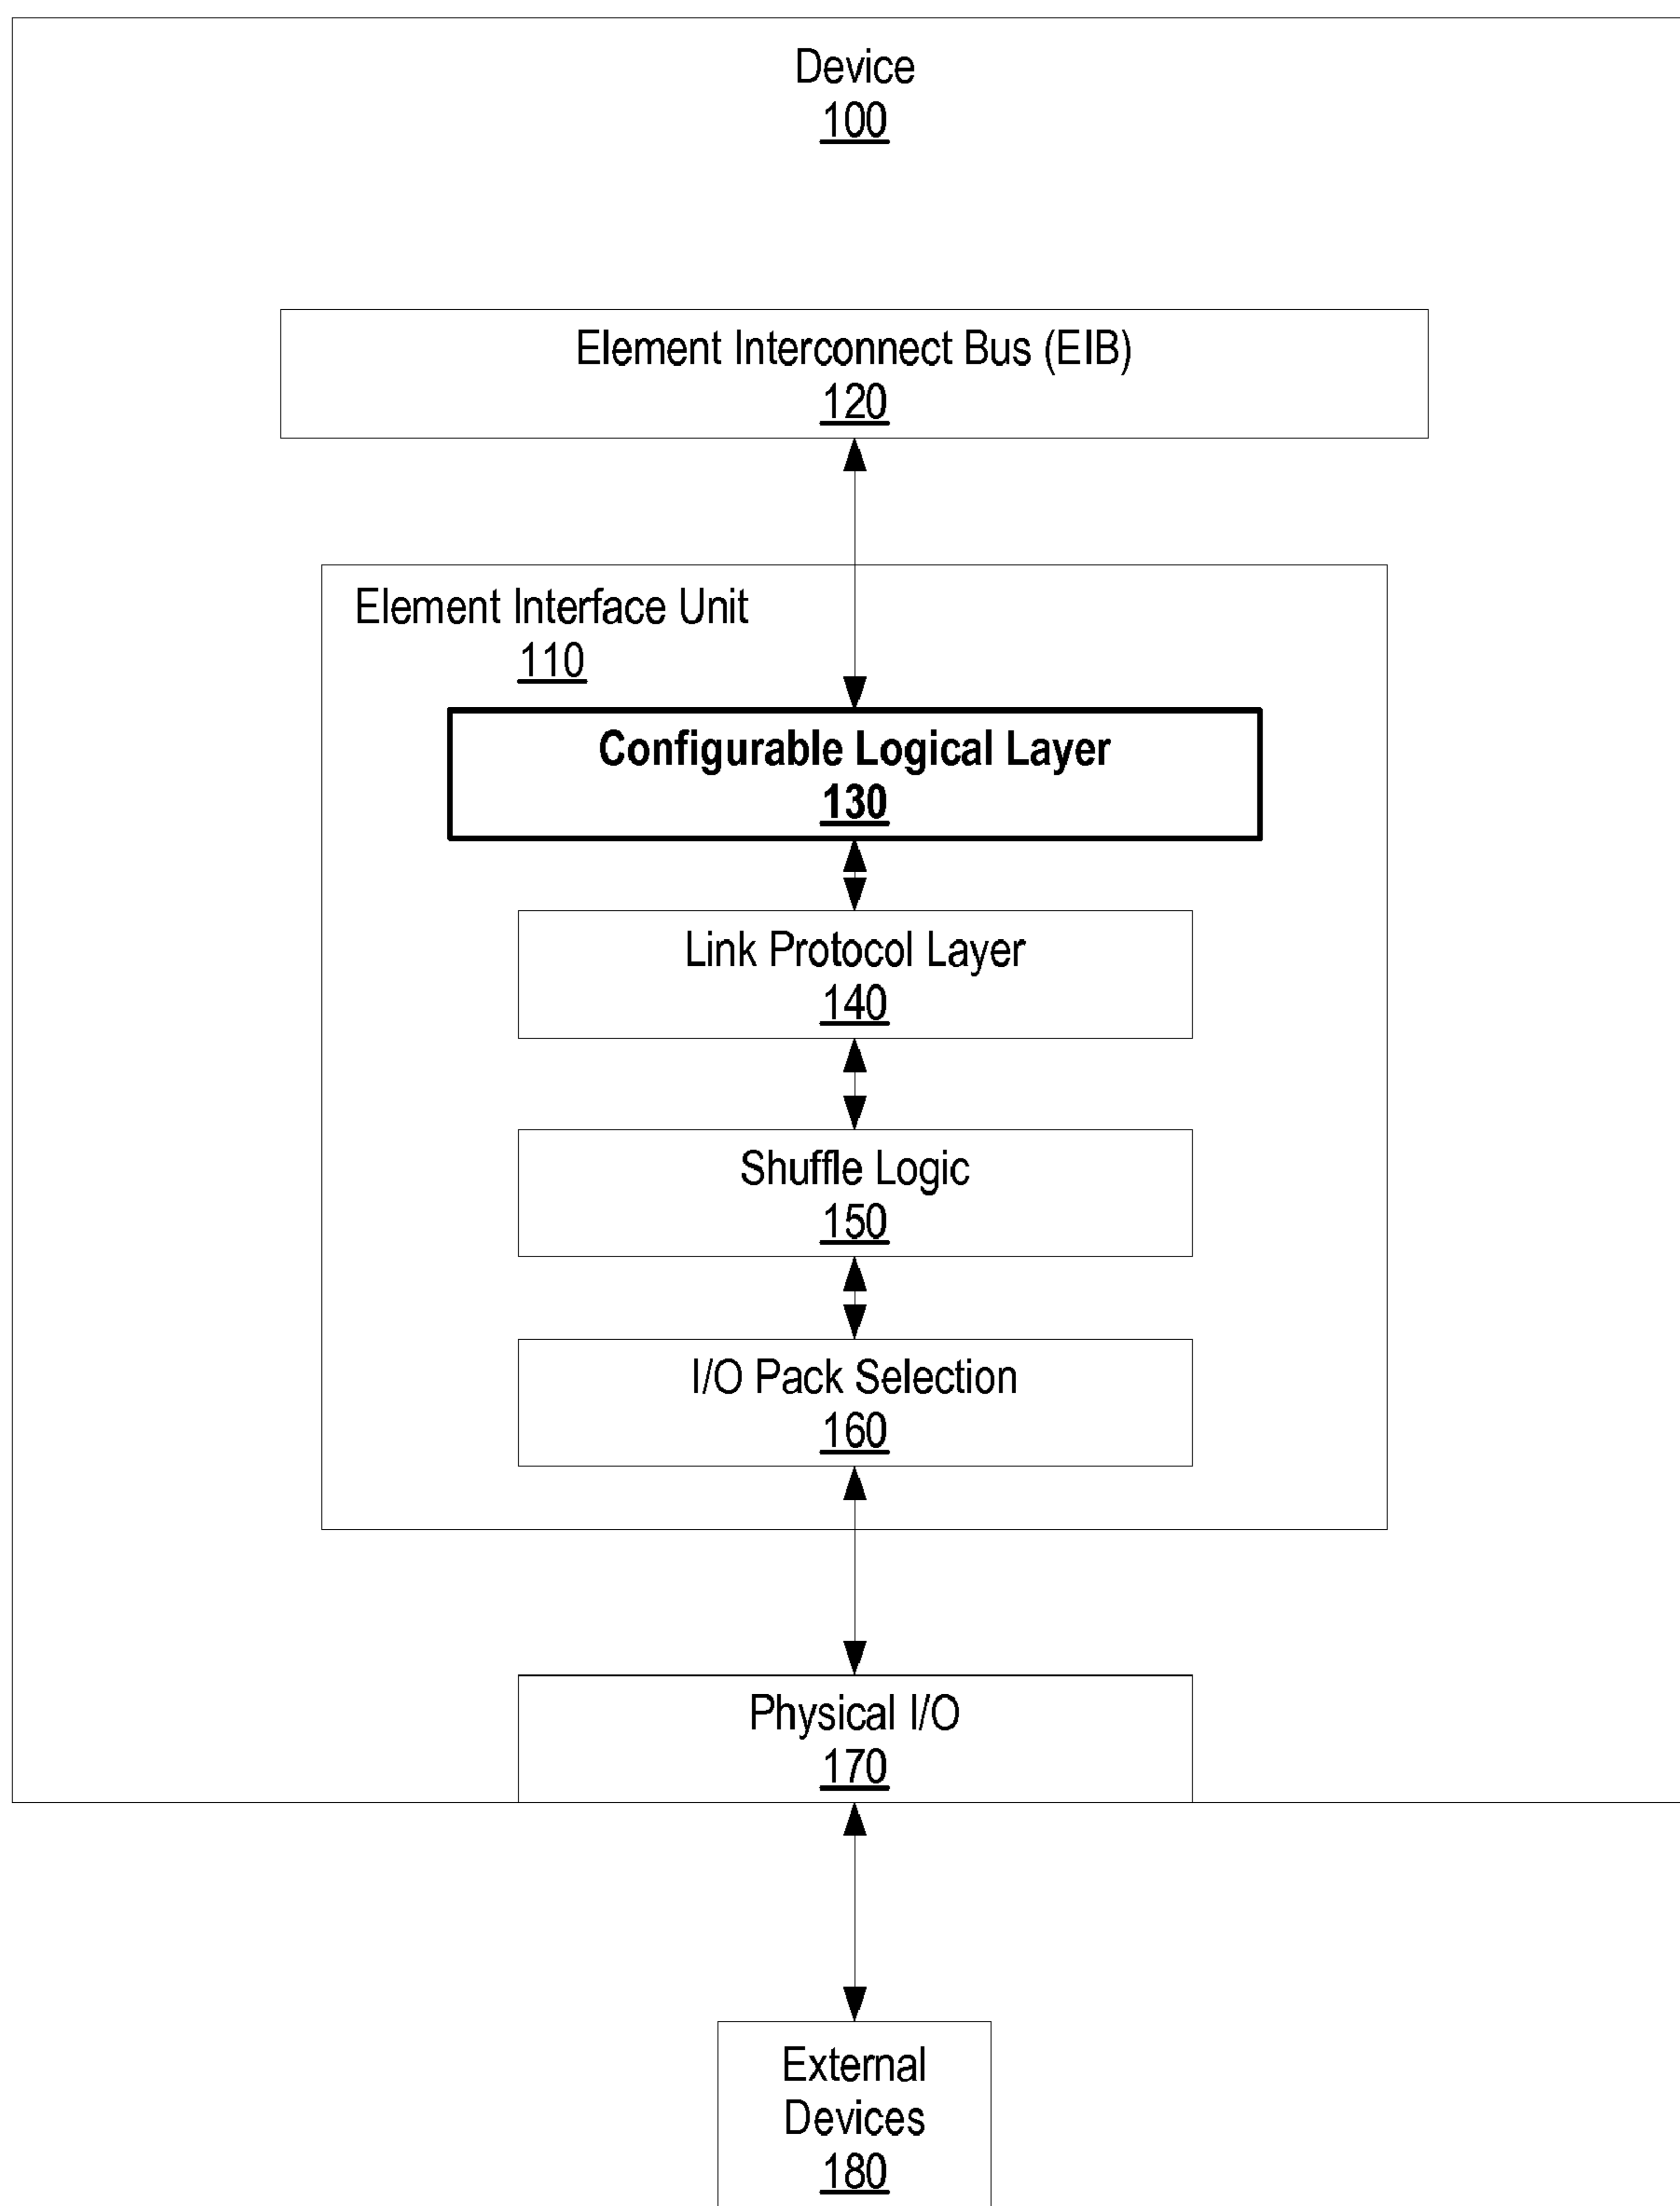 Device
100
Element Interconnect Bus (EIB)
120
Element Interface Unit
110
Configurable Logical Layer
130
Link Protocol Layer
140
Shuffle Logic
150
I/O Pack Selection
160
Physical I/O
170
External
Devices
180